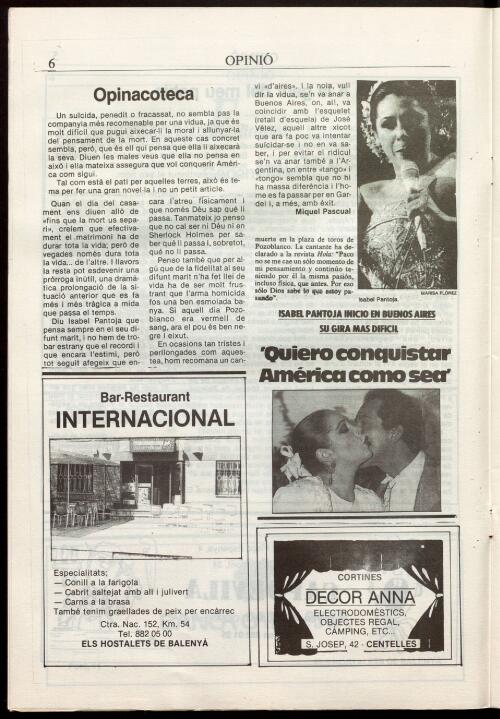 6
OPINIÓ
Opinacoteca
Un suïcida, penedit o fracassat, no sembla pas la
companyia més recomenable per una vidua, ja que és
molt difícil que pugui aixecar-li la moral i allunyar-la
del pensament de la mort. En aquesta cas concret
sembla, però, que és ell qui pensa que ella li aixecarà
la seva. Diuen les males veus que ella no pensa en
això i ella mateixa assegura que vol conquerir Amèri-
ca com sigui.
Tal com està el pati per aquelles terres, això és te-
ma per fer una gran novel·la i no un petit article.
Quan el dia del casa-
ment ens diuen allò de
«fins que la mort us sepa-
ri», creiem que efectiva-
ment el matrimoni ha de
durar tota la vida; però de
vegades només dura tota
la vida... de l'altre. I llavors
la resta pot esdevenir una
pròrroga inútil, una dramà-
tica prolongació de la si-
tuació anterior que es fa
més i més tràgica a mida
que passa el temps.
Diu Isabel Pantoja que
pensa sempre en el seu di-
funt marit, i no hem de tro-
bar estrany que el recordi i
que encara l'estimi, però
tot seguit afegeix que en-
cara l'atreu físicament i
que només Déu sap què li
passa. Tanmateix jo penso
que no cal ser ni Déu ni en
Sherlock Holmes per sa-
ber què li passa i, sobretot,
què no li passa.
Penso també que per al-
gú que de la fidelitat al seu
difunt marit n'ha fet llei de
vida ha de ser molt frus-
trant que l'arma homicida
fos una ben esmolada ba-
nya. Si aquell dia Pozo-
blanco era vermell de
sang, ara el pou és ben ne-
gre i eixut.
En ocasions tan tristes i
perllongades com aques-
tea, hom recomana un can-
vi «d'aires». I la noia, vull
dir la vidua, se'n va anar a
Buenos Aires, on, ai!, va
coincidir amb l'esquelet
(retall d'esquela) de José
Vélez, aquell altre xicot
que ara fa poc va intentar
suïcidar-se i no en va sa-
ber, i per evitar el ridícul
se'n va anar també a l'Ar-
gentina, on entre «tango» i
«tongo» sembla que no hi
ha massa diferència i l'ho-
me es fa passar per en Gar-
del i, a més, amb èxit.
Miquel Pascual
MARISA FLÓREZ
Isabel Pantoja.
muerto en la plaza de toros de
Pozoblanco. La cantante ha de-
clarado a la revista Hola: "Paco
no se me cae un sólo momento de
mi pensamiento y continúo te-
niendo por él la misma pasión,
incluso física, que antes. Por eso
sólo Dios sabe lo que estoy pa-
sando".
ISABEL PANTOJA INICIO EN BUENOS AIRES
SU GIRA MAS DIFICIL
'Quiero conquistar
América como sea'
Bar-Restaurant
INTERNACIONAL
Especialitats;
— Conill a la farigola
— Cabrit saltejat amb all i julivert
— Carns a la brasa
També tenim graellades de peix per encàrrec
Ctra. Nac. 152, Km. 54
Tel. 882 05 00
ELS HOSTALETS DE BALENYÀ
CORTINES
DECOR ANNA
ELECTRODOMÈSTICS,
OBJECTES REGAL,
CÀMPING, ETC...
S. JOSEP, 42 - CENTELLES